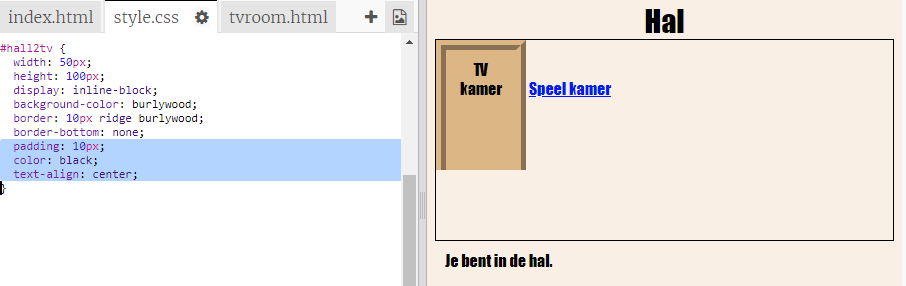 index.html style.css tvroom.html
#hall2tv {
width: 50px;
height: 100px;
display: inline-block;
background-color: burlywood;
border: 10px ridge burlywood;
border-bottom: none;
padding: 10px;
color: black;
text-align: center;
}
Hal
TV
kamer
Speel kamer
Je bent in de hal.